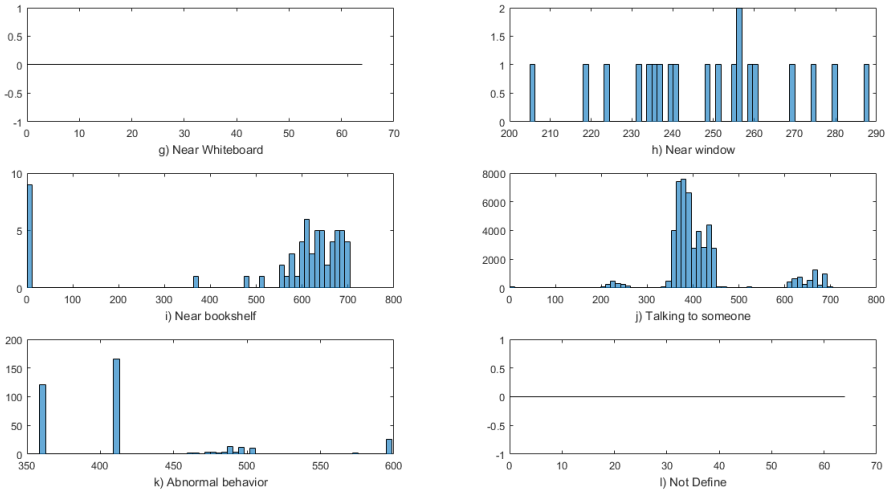 1
0.5
0
-0.5
-1
0 10 20 30 40 50 60 70
g) Near Whiteboard
2
1.5
1
0.5
0
200 210 220 230 240 250 260 270 280 290
h) Near window
10
5
0
0 100 200 300 400 500 600 700 800
i) Near bookshelf
8000
6000
4000
2000
0
0 100 200 300 400 500 600 700 800
j) Talking to someone
200
150
100
50
0
350 400 450 500 550 600
k) Abnormal behavior
1
0.5
0
-0.5
-1
0 10 20 30 40 50 60 70
l) Not Define